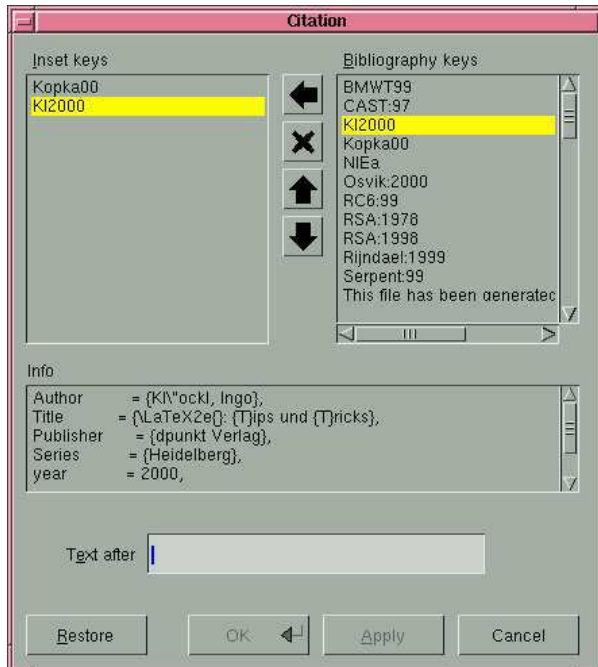 Citation
Inset keys
Kopka00
KI2000
Bibliography keys
BMWT99
CAST:97
KI2000
Kopka00
NIEa
Osvik:2000
RC6:99
RSA:1978
RSA:1998
Rijndael:1999
Serpent:99
This file has been generated
Info
Author = {Kl\"ockl, Ingo},
Title = {\LaTeX2e{}: {T}ips und {T}ricks},
Publisher = {dpunkt Verlag},
Series = {Heidelberg},
year = 2000,
Text after
Restore
OK
Apply
Cancel